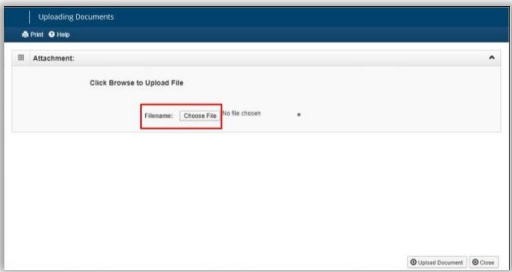 Uploading Documents
Print Help
Attachment:
Click Browse to Upload File
Filename: Choose File No file chosen *
Upload Document Close